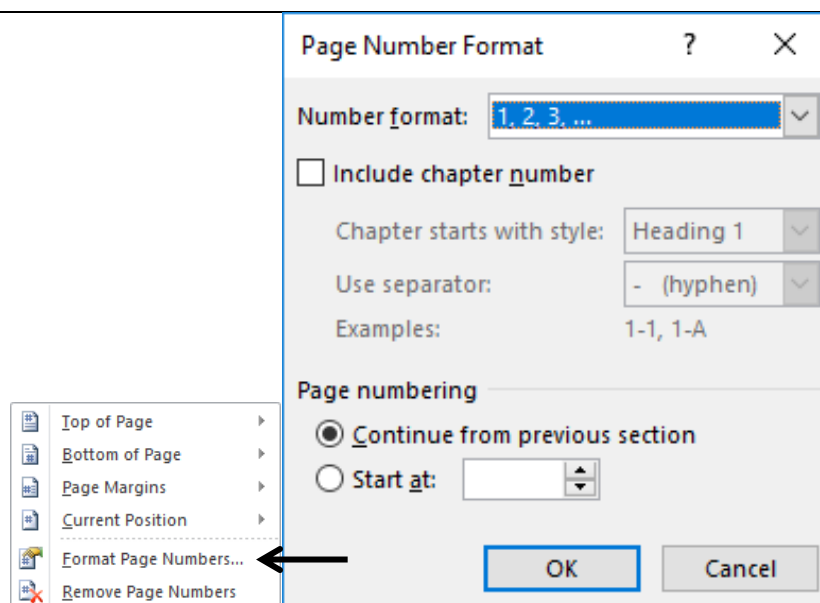 Page Number Format ?
Number format: 1, 2, 3, ...
Include chapter number
Chapter starts with style: Heading 1
Use separator: - (hyphen)
Examples: 1-1, 1-A
Page numbering
Continue from previous section
Start at:
OK Cancel
Top of Page
Bottom of Page
Page Margins
Current Position
Format Page Numbers...
Remove Page Numbers